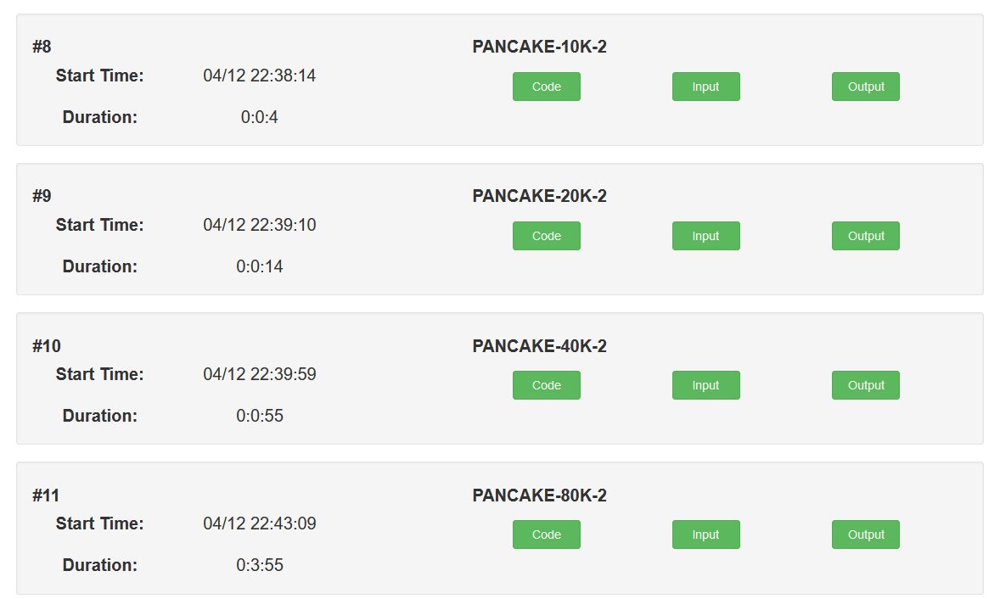 #8 PANCAKE-10K-2
Start Time: 04/12 22:38:14 Code Input Output
Duration: 0:0:4
#9 PANCAKE-20K-2
Start Time: 04/12 22:39:10 Code Input Output
Duration: 0:0:14
#10 PANCAKE-40K-2
Start Time: 04/12 22:39:59 Code Input Output
Duration: 0:0:55
#11 PANCAKE-80K-2
Start Time: 04/12 22:43:09 Code Input Output
Duration: 0:3:55